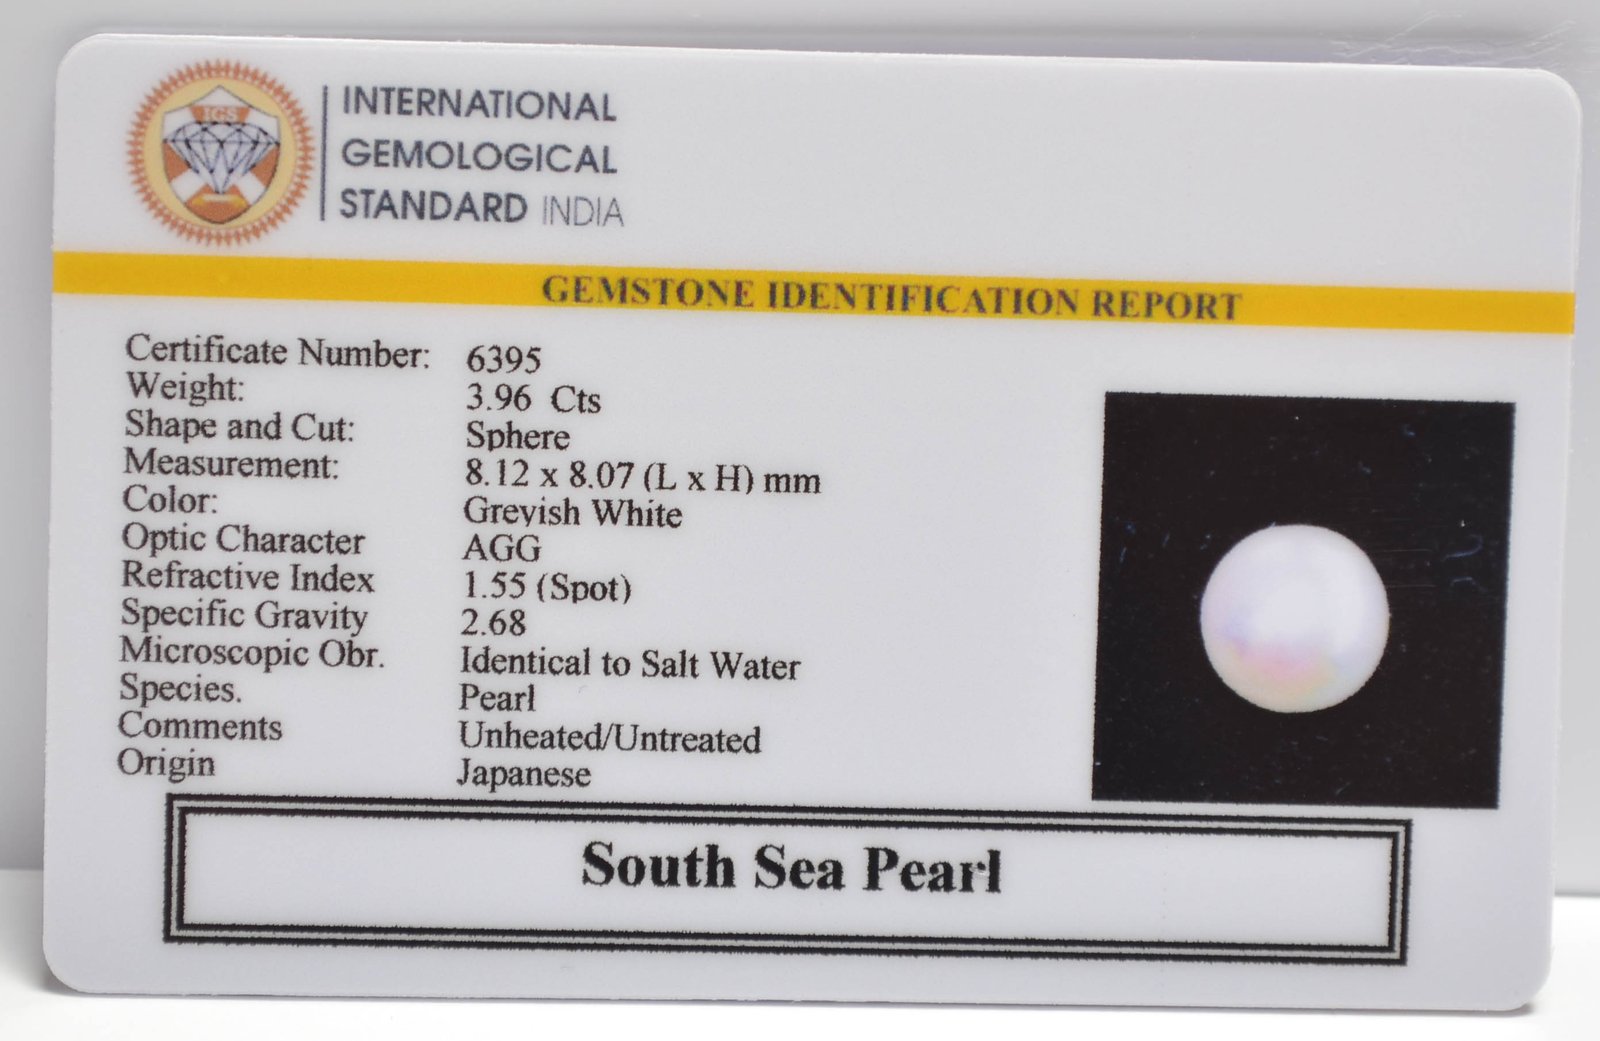 IGS
INTERNATIONAL
GEMOLOGICAL
STANDARD INDIA
GEMSTONE IDENTIFICATION REPORT
Certificate Number: 6395
Weight: 3.96 Cts
Shape and Cut: Sphere
Measurement: 8.12 x 8.07 (L x H) mm
Color: Greyish White
Optic Character AGG
Refractive Index 1.55 (Spot)
Specific Gravity 2.68
Microscopic Obr. Identical to Salt Water
Species. Pearl
Comments Unheated/Untreated
Origin Japanese
South Sea Pearl